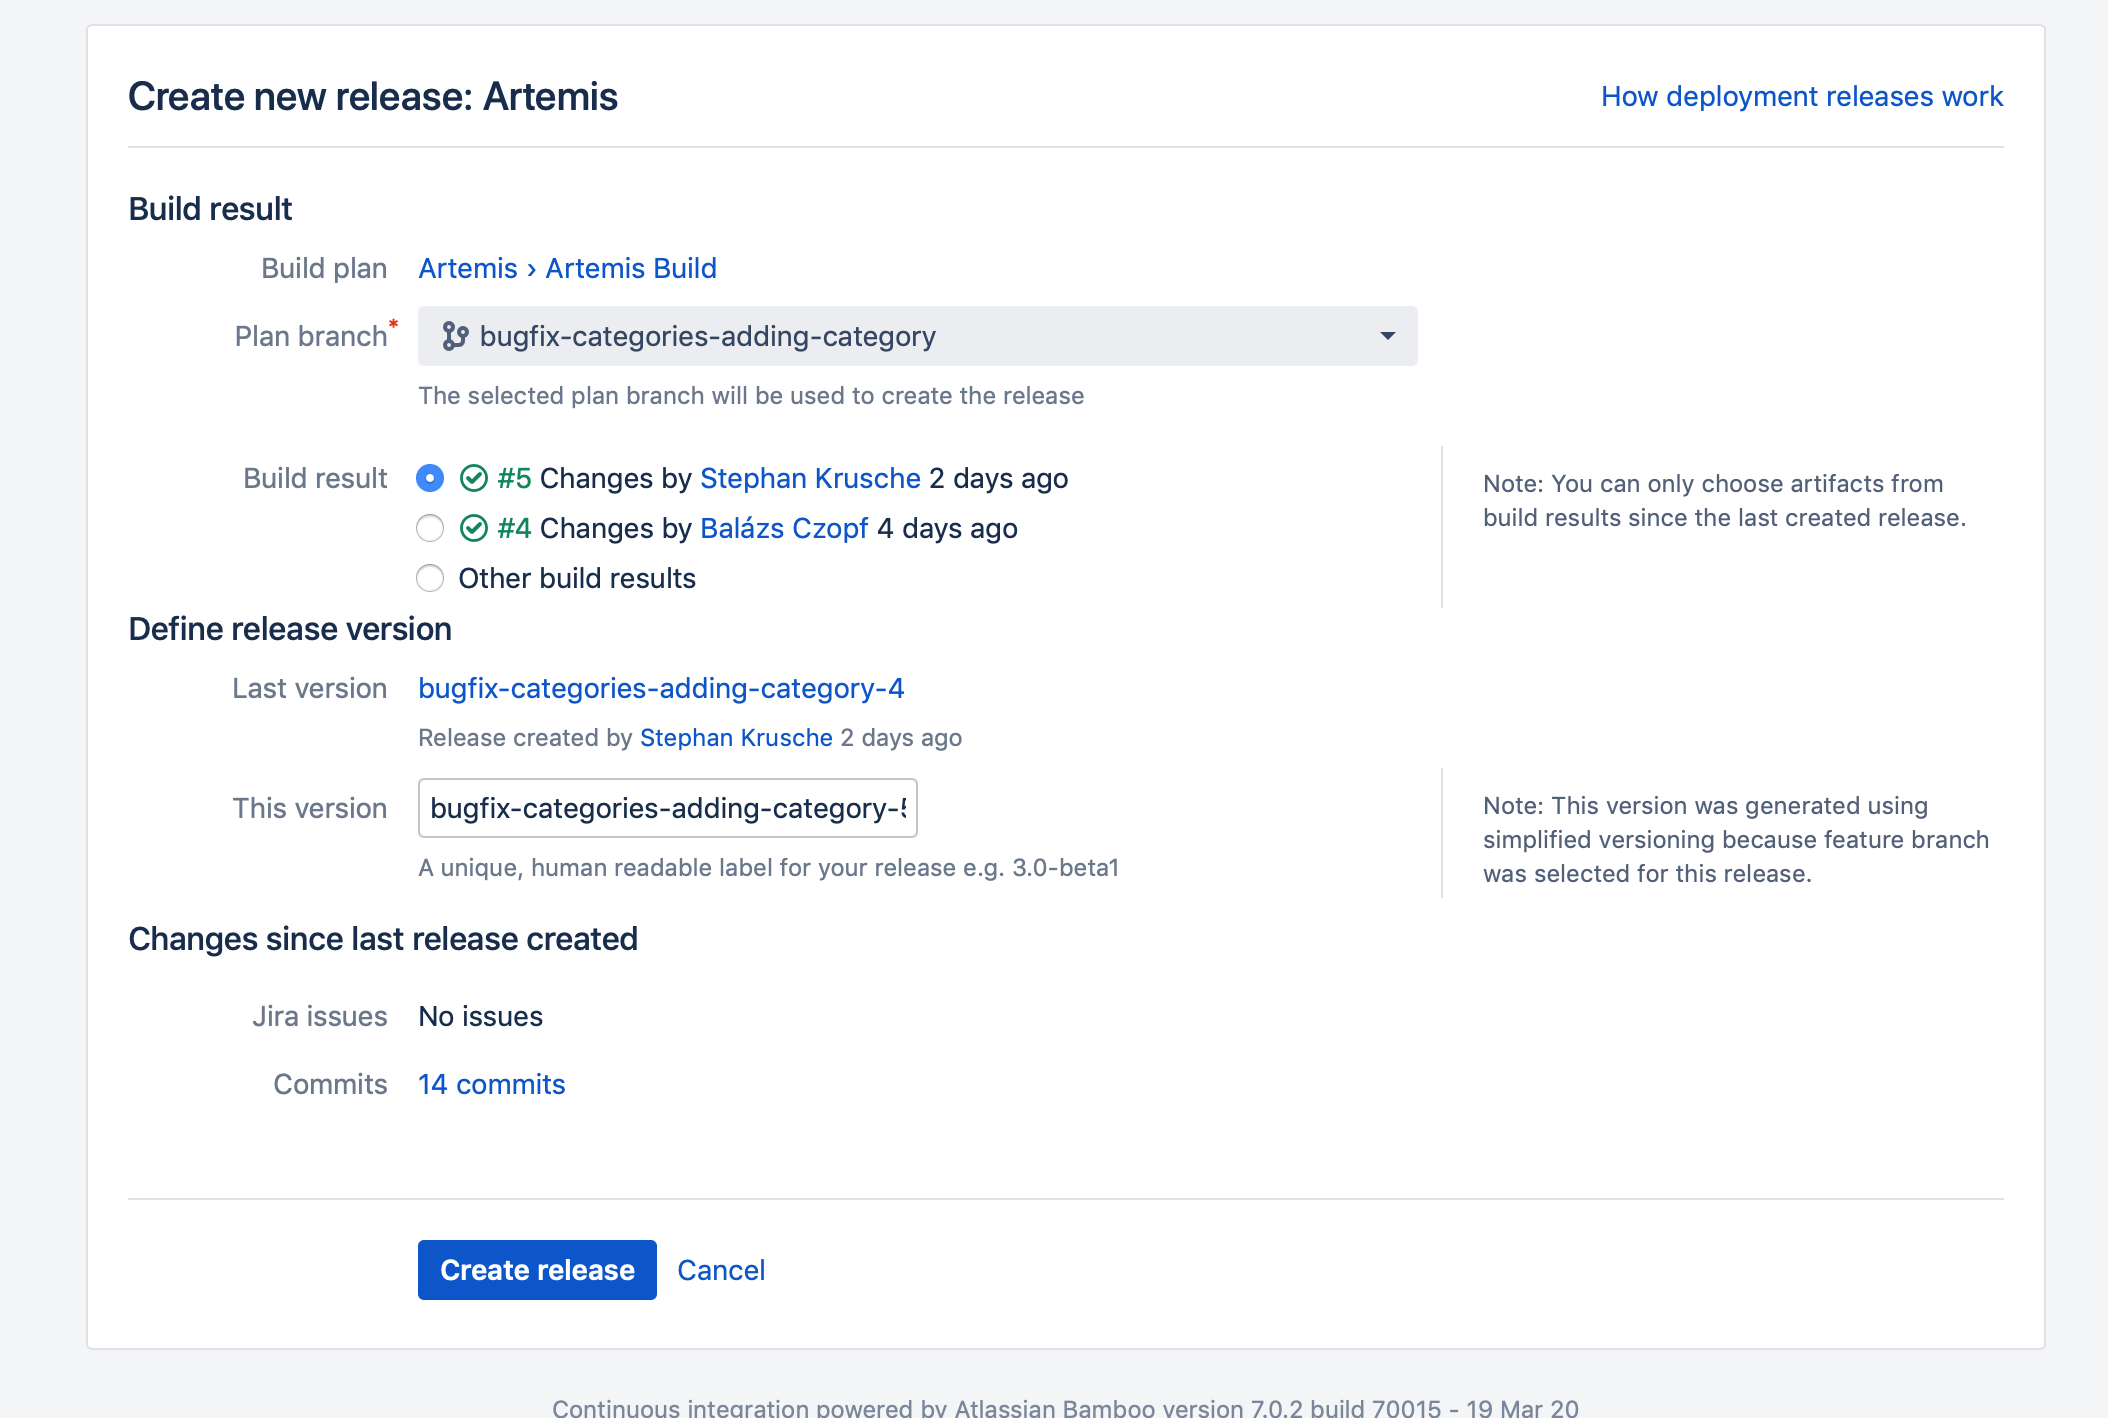 Create new release: Artemis
How deployment releases work
Build result
Build plan Artemis › Artemis Build
Plan branch* bugfix-categories-adding-category
The selected plan branch will be used to create the release
Build result #5 Changes by Stephan Krusche 2 days ago
#4 Changes by Balázs Czopf 4 days ago
Other build results
Note: You can only choose artifacts from
build results since the last created release.
Define release version
Last version bugfix-categories-adding-category-4
Release created by Stephan Krusche 2 days ago
This version bugfix-categories-adding-category-5
A unique, human readable label for your release e.g. 3.0-beta1
Note: This version was generated using
simplified versioning because feature branch
was selected for this release.
Changes since last release created
Jira issues No issues
Commits 14 commits
Create release Cancel
Continuous integration powered by Atlassian Bamboo version 7.0.2 build 70015 - 19 Mar 20